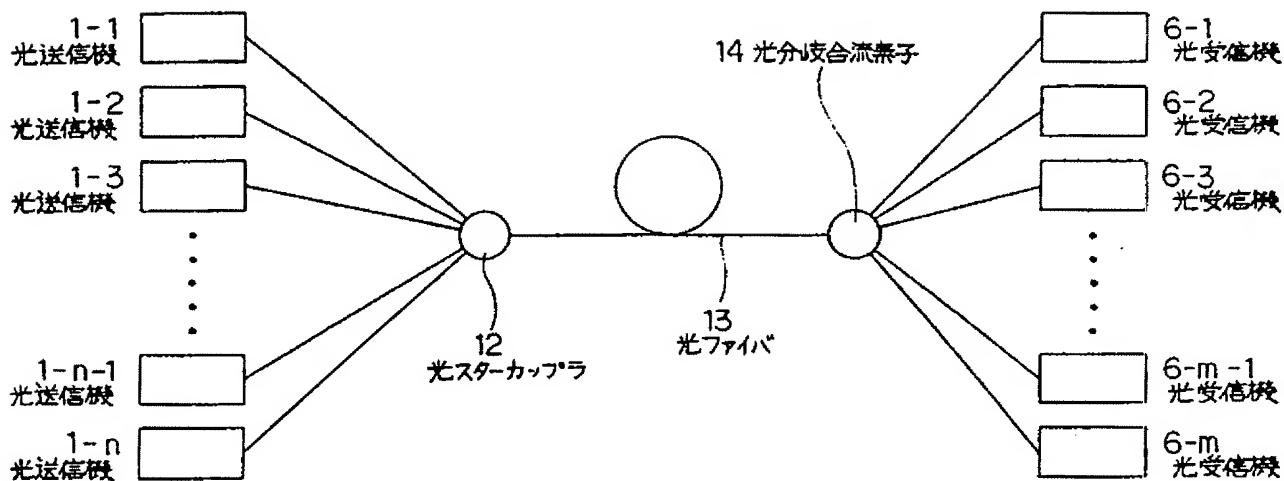 1-1
光送信機
1-2
光送信機
1-3
光送信機
1-n-1
光送信機
1-n
光送信機
12
光スターカップラ
13
光ファイバ
14 光分岐合流素子
6-1
光受信機
6-2
光受信機
6-3
光受信機
6-m-1
光受信機
6-m
光受信機